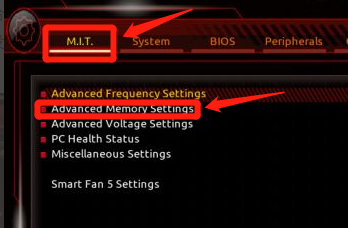 M.I.T. System BIOS Peripherals
Advanced Frequency Settings
Advanced Memory Settings
Advanced Voltage Settings
PC Health Status
Miscellaneous Settings
Smart Fan 5 Settings